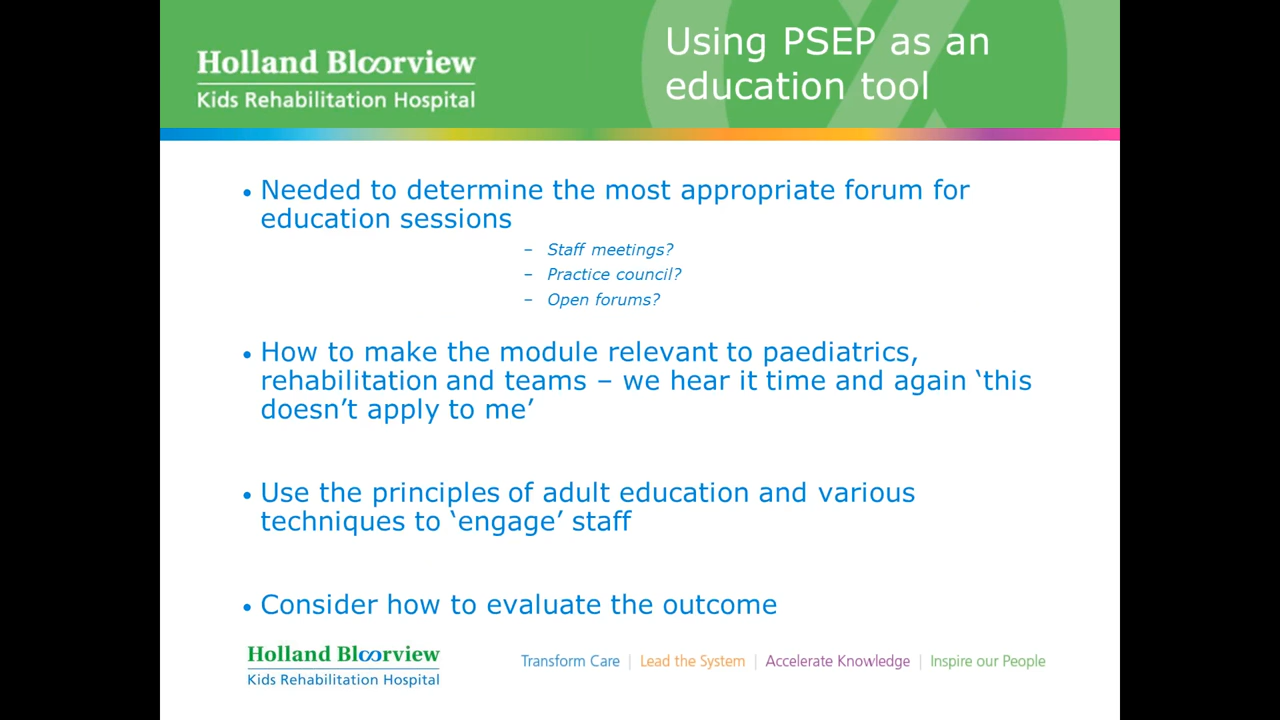 Holland Bloorview
Kids Rehabilitation Hospital
Using PSEP as an
education tool
• Needed to determine the most appropriate forum for
education sessions
– Staff meetings?
– Practice council?
– Open forums?
• How to make the module relevant to paediatrics,
rehabilitation and teams – we hear it time and again ‘this
doesn’t apply to me’
• Use the principles of adult education and various
techniques to ‘engage’ staff
• Consider how to evaluate the outcome
Holland Bloorview
Kids Rehabilitation Hospital
Transform Care | Lead the System | Accelerate Knowledge | Inspire our People